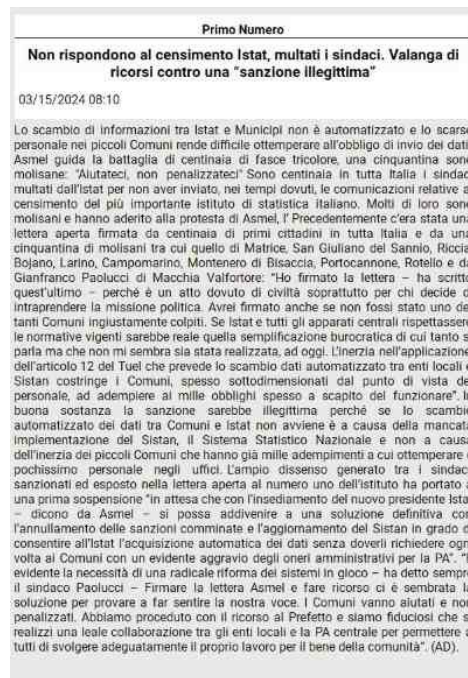 Primo Numero
Non rispondono al censimento Istat, multati i sindaci. Valanga di
ricorsi contro una "sanzione illegittima"
03/15/2024 08:10
Lo scambio di informazioni tra Istat e Municipi non è automatizzato e lo scarso
personale nei piccoli Comuni rende difficile ottemperare all'obbligo di invio dei dati.
Asmel guida la battaglia di centinaia di fasce tricolore, una cinquantina sono
molisane: "Aiutateci, non penalizzateci" Sono centinaia in tutta Italia i sindaci
multati dall'Istat per non aver inviato, nei tempi dovuti, le comunicazioni relative al
censimento del più importante istituto di statistica italiano. Molti di loro sono
molisani e hanno aderito alla protesta di Asmel, l' Precedentemente c'era stata una
lettera aperta firmata da centinaia di primi cittadini in tutta Italia e da una
cinquantina di molisani tra cui quello di Matrice, San Giuliano del Sannio, Riccia,
Bojano, Larino, Campomarino, Montenero di Bisaccia, Portocannone, Rotello e da
Gianfranco Paolucci di Macchia Valfortore: "Ho firmato la lettera – ha scritto
quest'ultimo – perché è un atto dovuto di civiltà soprattutto per chi decide di
intraprendere la missione politica. Avrei firmato anche se non fossi stato uno dei
tanti Comuni ingiustamente colpiti. Se Istat e tutti gli apparati centrali rispettassero
le normative vigenti sarebbe reale quella semplificazione burocratica di cui tanto si
parla ma che non mi sembra sia stata realizzata, ad oggi. L'inerzia nell'applicazione
dell'articolo 12 del Tuel che prevede lo scambio dati automatizzato tra enti locali e
Sistan costringe i Comuni, spesso sottodimensionati dal punto di vista del
personale, ad adempiere ai mille obblighi spesso a scapito del funzionare". In
buona sostanza la sanzione sarebbe illegittima perché se lo scambio
automatizzato dei dati tra Comuni e Istat non avviene è a causa della mancata
implementazione del Sistan, il Sistema Statistico Nazionale e non a causa
dell'inerzia dei piccoli Comuni che hanno già mille adempimenti a cui ottemperare e
pochissimo personale negli uffici. L'ampio dissenso generato tra i sindaci
sanzionati ed esposto nella lettera aperta al numero uno dell'istituto ha portato a
una prima sospensione "in attesa che con l'insediamento del nuovo presidente Istat
– dicono da Asmel – si possa addivenire a una soluzione definitiva con
l'annullamento delle sanzioni comminate e l'aggiornamento del Sistan in grado di
consentire all'Istat l'acquisizione automatica dei dati senza doverli richiedere ogni
volta ai Comuni con un evidente aggravio degli oneri amministrativi per la PA". "È
evidente la necessità di una radicale riforma dei sistemi in gioco – ha detto sempre
il sindaco Paolucci – Firmare la lettera Asmel e fare ricorso ci è sembrata la
soluzione per provare a far sentire la nostra voce. I Comuni vanno aiutati e non
penalizzati. Abbiamo proceduto con il ricorso al Prefetto e siamo fiduciosi che si
realizzi una leale collaborazione tra gli enti locali e la PA centrale per permettere a
tutti di svolgere adeguatamente il proprio lavoro per il bene della comunità". (AD).